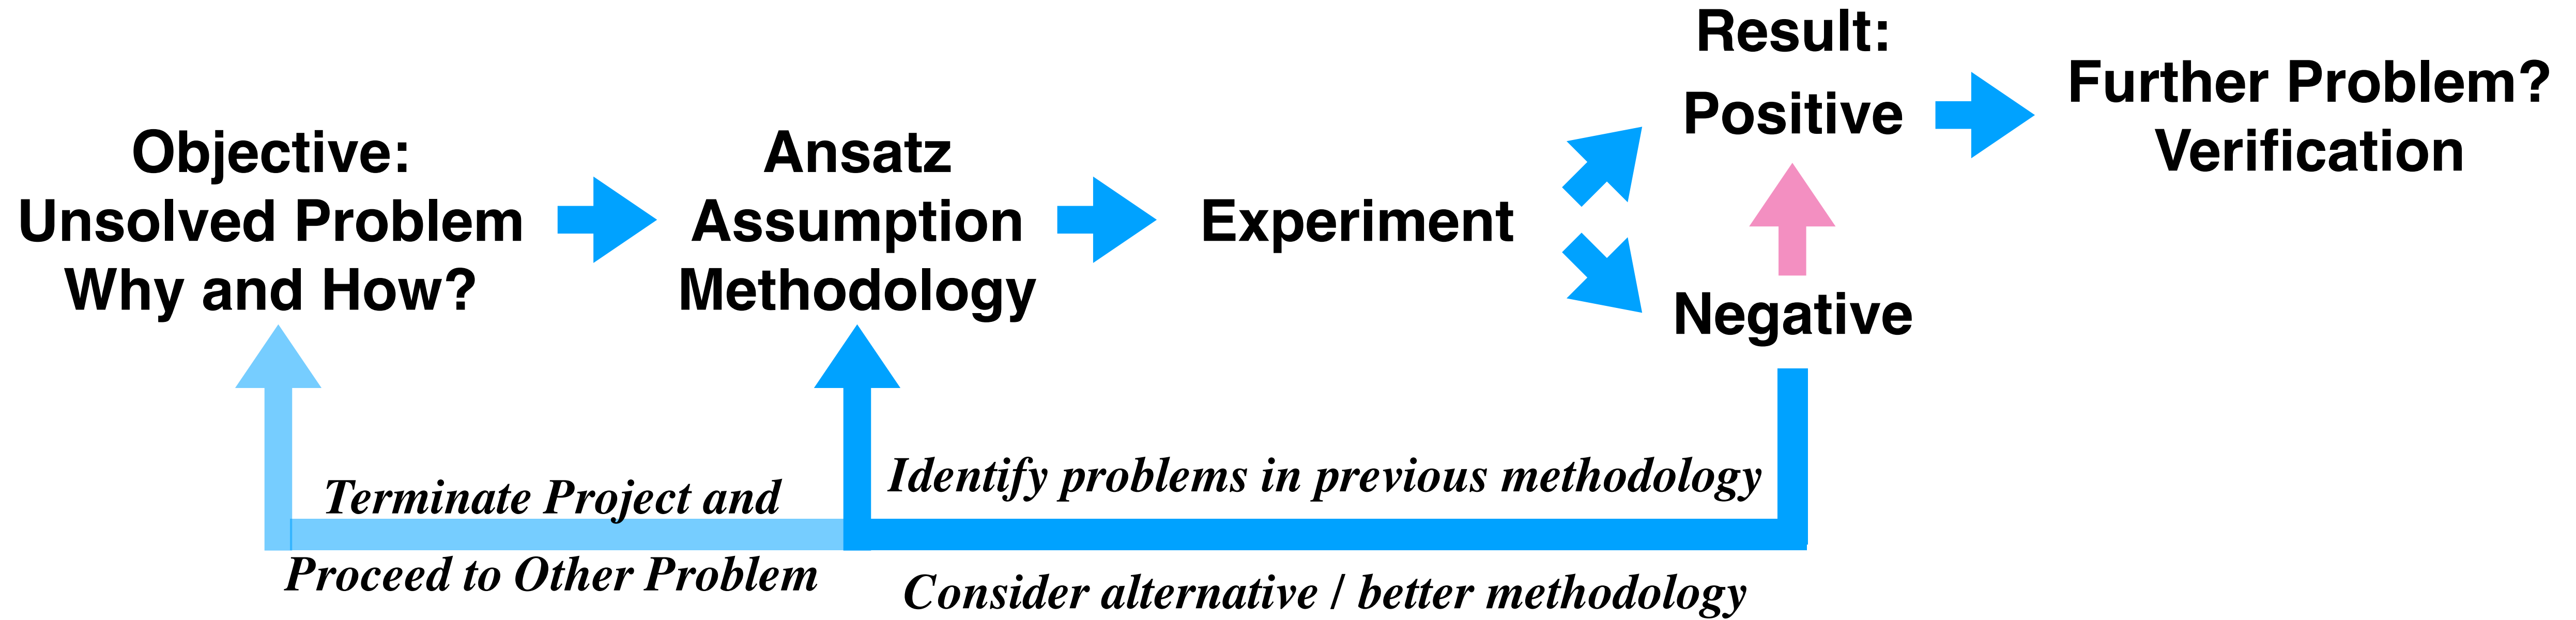 Objective:
Unsolved Problem
Why and How?
Ansatz
Assumption
Methodology
Experiment
Result:
Positive
Negative
Further Problem?
Verification
Terminate Project and
Proceed to Other Problem
Identify problems in previous methodology
Consider alternative / better methodology